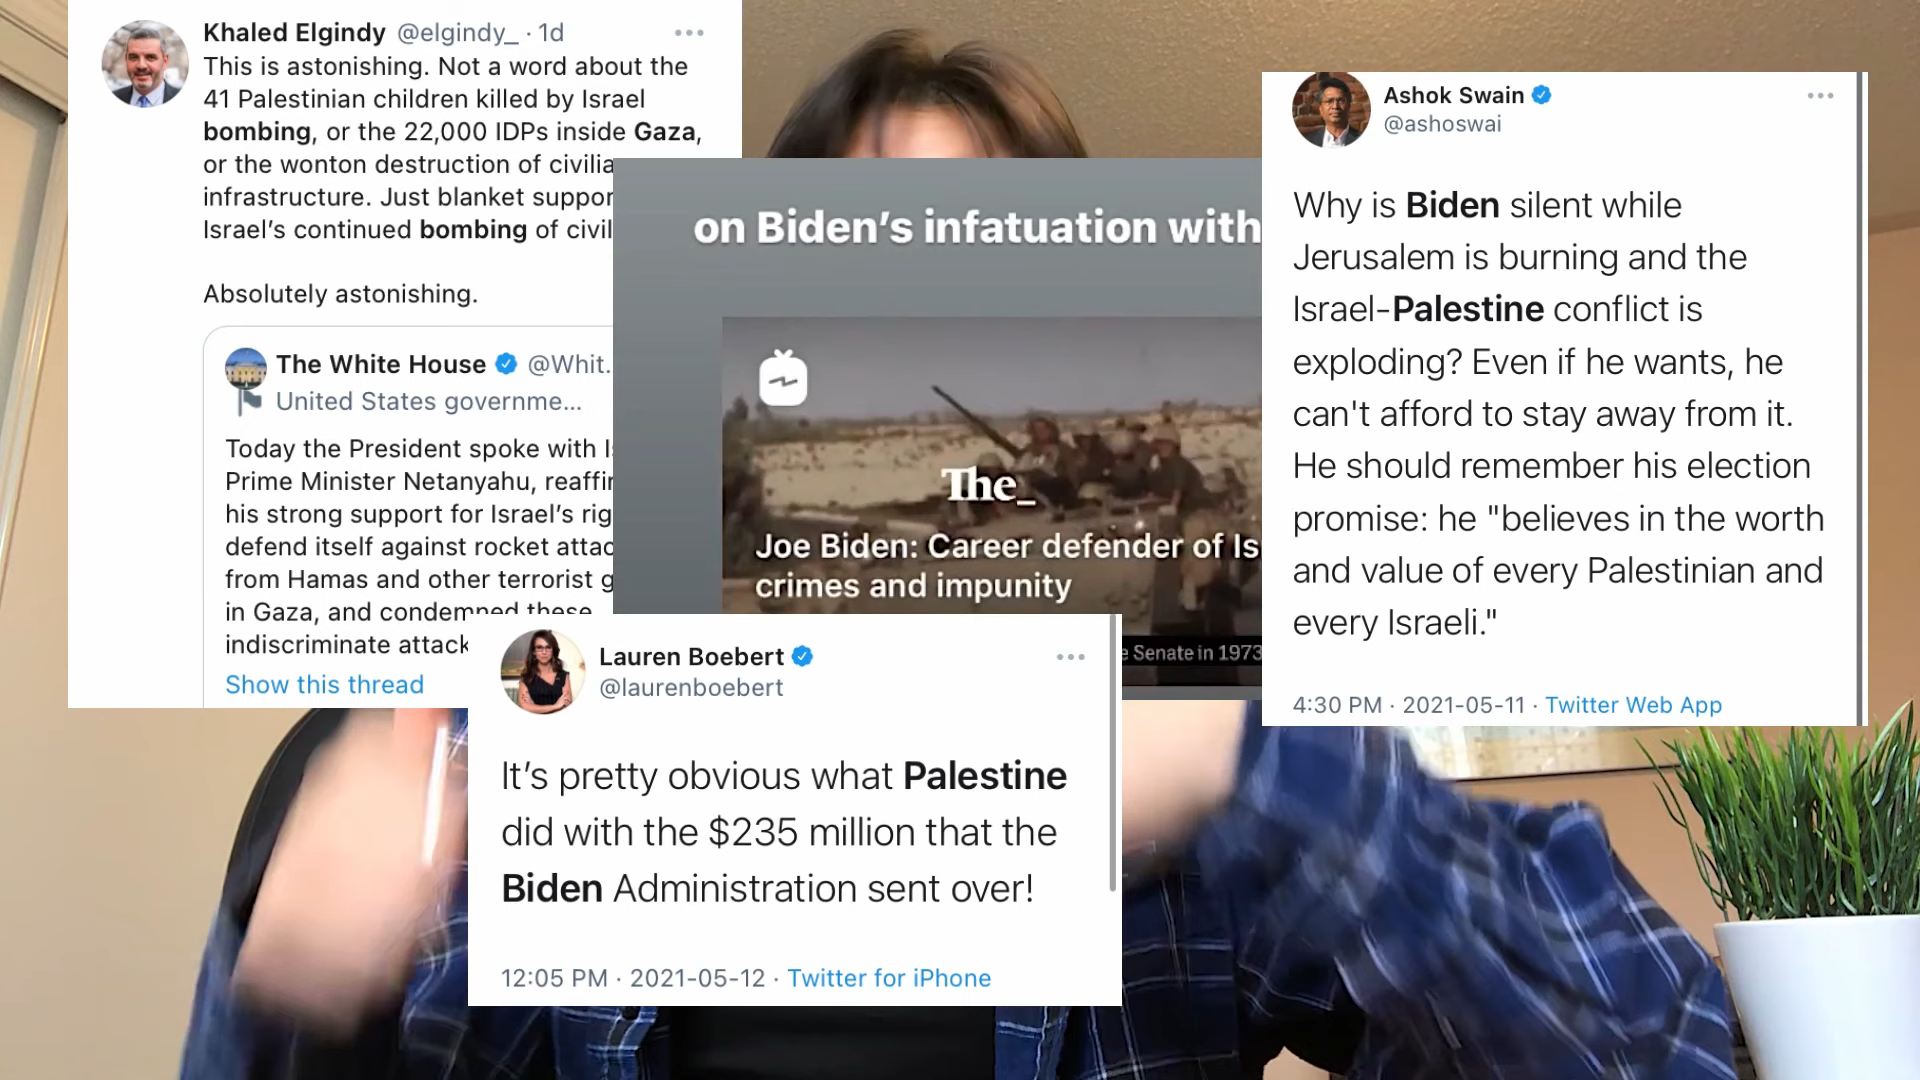 Khaled Elgindy @elgindy_ · 1d
This is astonishing. Not a word about the
41 Palestinian children killed by Israel
bombing, or the 22,000 IDPs inside Gaza,
or the wonton destruction of civilia
infrastructure. Just blanket suppor
Israel's continued bombing of civil
Absolutely astonishing.
The White House @Whit.
United States governme...
Today the President spoke with I
Prime Minister Netanyahu, reaffir
his strong support for Israel's rig
defend itself against rocket attac
from Hamas and other terrorist g
in Gaza, and condemned these
indiscriminate attack
Show this thread
on Biden's infatuation with
The_
Joe Biden: Career defender of Is
crimes and impunity
e Senate in 1973
Ashok Swain
@ashoswai
Why is Biden silent while
Jerusalem is burning and the
Israel-Palestine conflict is
exploding? Even if he wants, he
can't afford to stay away from it.
He should remember his election
promise: he "believes in the worth
and value of every Palestinian and
every Israeli."
4:30 PM · 2021-05-11 · Twitter Web App
Lauren Boebert
@laurenboebert
It's pretty obvious what Palestine
did with the $235 million that the
Biden Administration sent over!
12:05 PM · 2021-05-12 · Twitter for iPhone